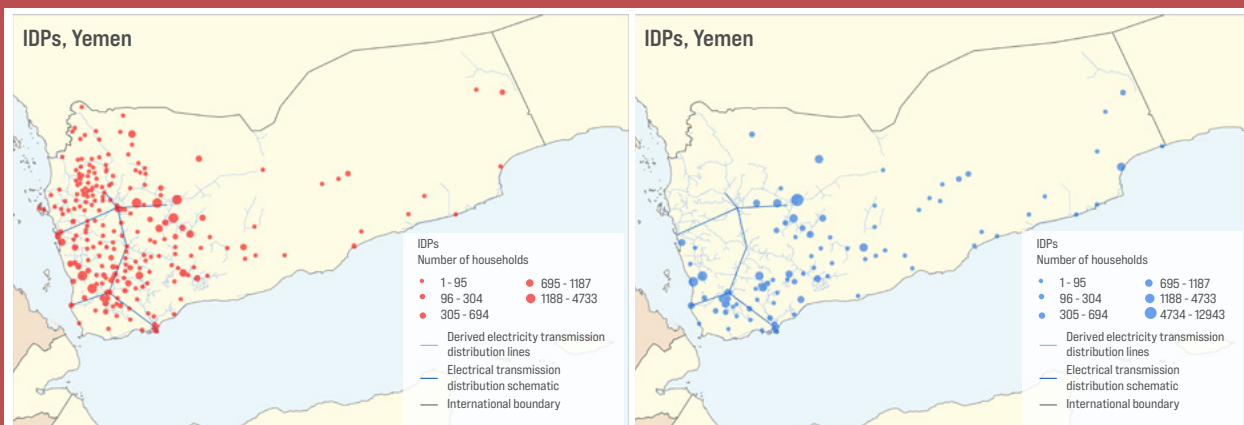 IDPs, Yemen
IDPs
Number of households
1 - 95
96 - 304
305 - 694
695 - 1187
1188 - 4733
Derived electricity transmission
distribution lines
Electrical transmission
distribution schematic
International boundary
IDPs, Yemen
IDPs
Number of households
1 - 95
96 - 304
305 - 694
695 - 1187
1188 - 4733
4734 - 12943
Derived electricity transmission
distribution lines
Electrical transmission
distribution schematic
International boundary